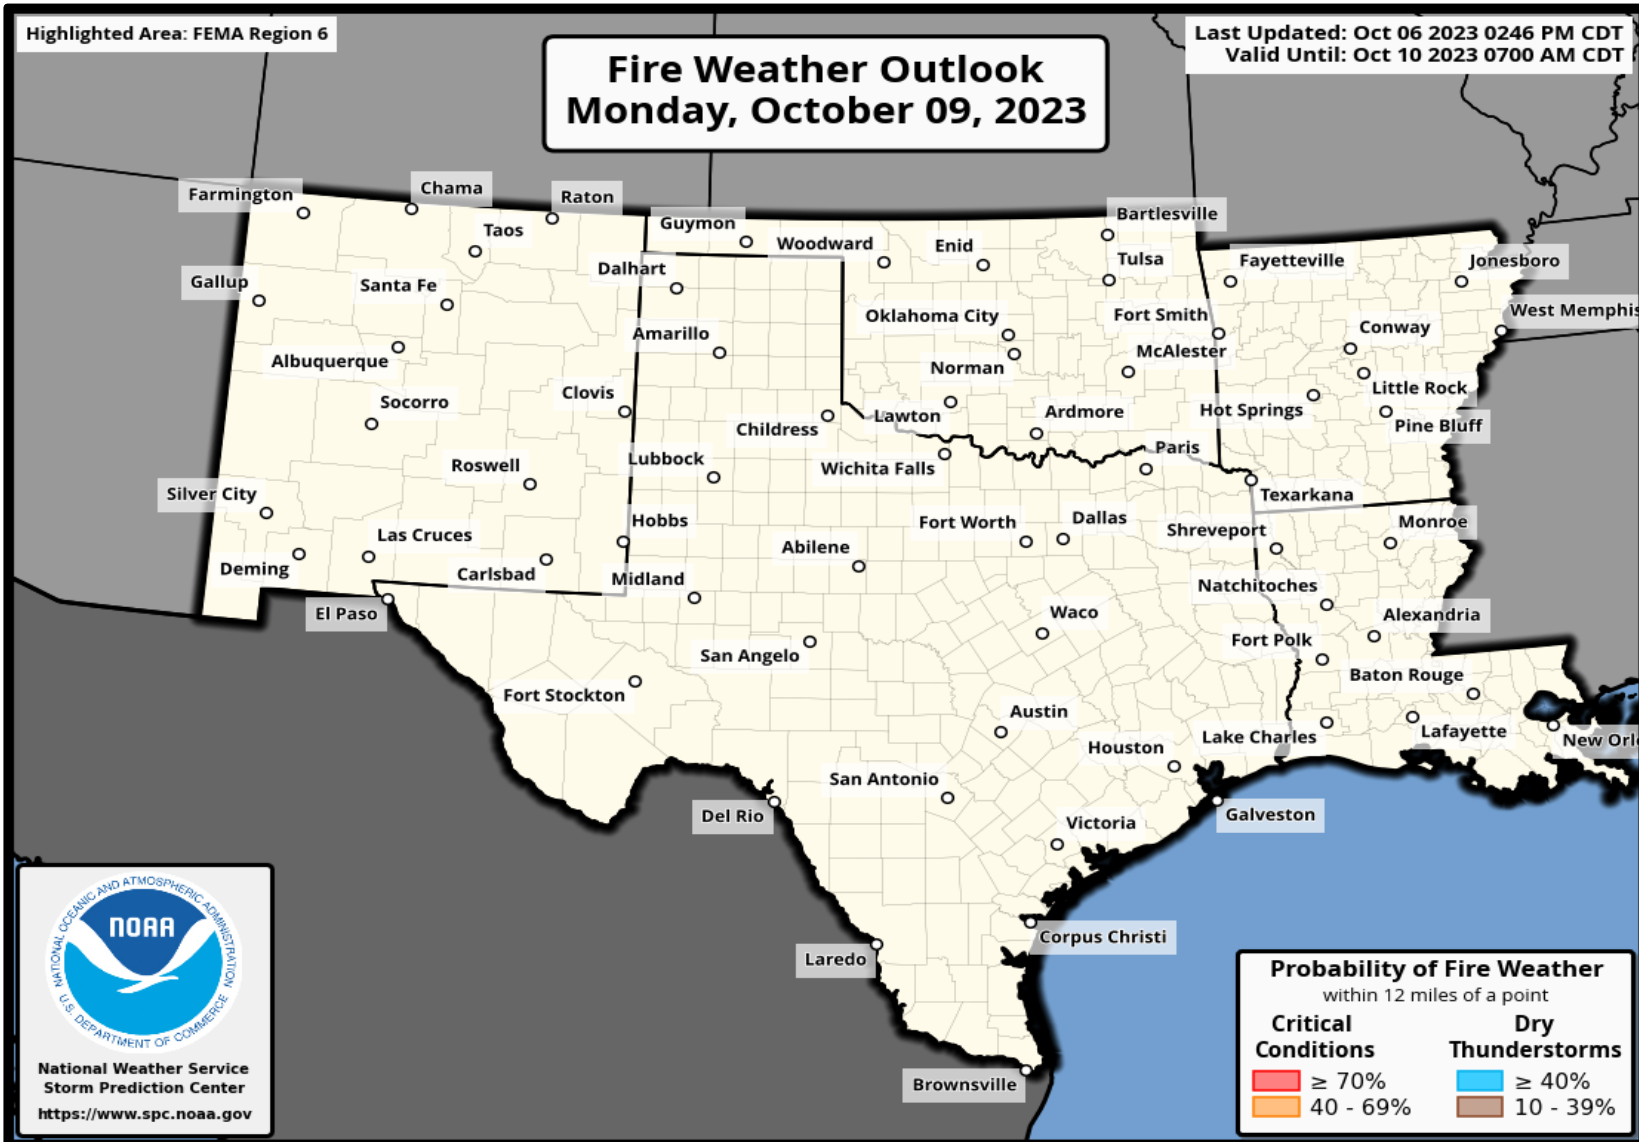 Highlighted Area: FEMA Region 6
Last Updated: Oct 06 2023 0246 PM CDT
Valid Until: Oct 10 2023 0700 AM CDT
Fire Weather Outlook
Monday, October 09, 2023
Farmington
Chama
Raton
Taos
Guymon
Woodward
Enid
Bartlesville
Tulsa
Fayetteville
Jonesboro
Gallup
Santa Fe
Dalhart
Oklahoma City
Fort Smith
West Memphis
Albuquerque
Amarillo
Norman
McAlester
Conway
Socorro
Clovis
Childress
Lawton
Ardmore
Hot Springs
Little Rock
Pine Bluff
Roswell
Lubbock
Wichita Falls
Paris
Texarkana
Silver City
Las Cruces
Hobbs
Abilene
Fort Worth
Dallas
Shreveport
Monroe
Deming
Carlsbad
Midland
Natchitoches
El Paso
Waco
Alexandria
San Angelo
Fort Polk
Fort Stockton
Baton Rouge
Austin
Houston
Lake Charles
Lafayette
New Orl
San Antonio
Del Rio
Victoria
Galveston
Laredo
Corpus Christi
Brownsville
NATIONAL OCEANIC AND ATMOSPHERIC ADMINISTRATION
NOAA
U.S. DEPARTMENT OF COMMERCE
National Weather Service
Storm Prediction Center
https://www.spc.noaa.gov
Probability of Fire Weather
within 12 miles of a point
Critical Dry
Conditions Thunderstorms
≥ 70% ≥ 40%
40 - 69% 10 - 39%